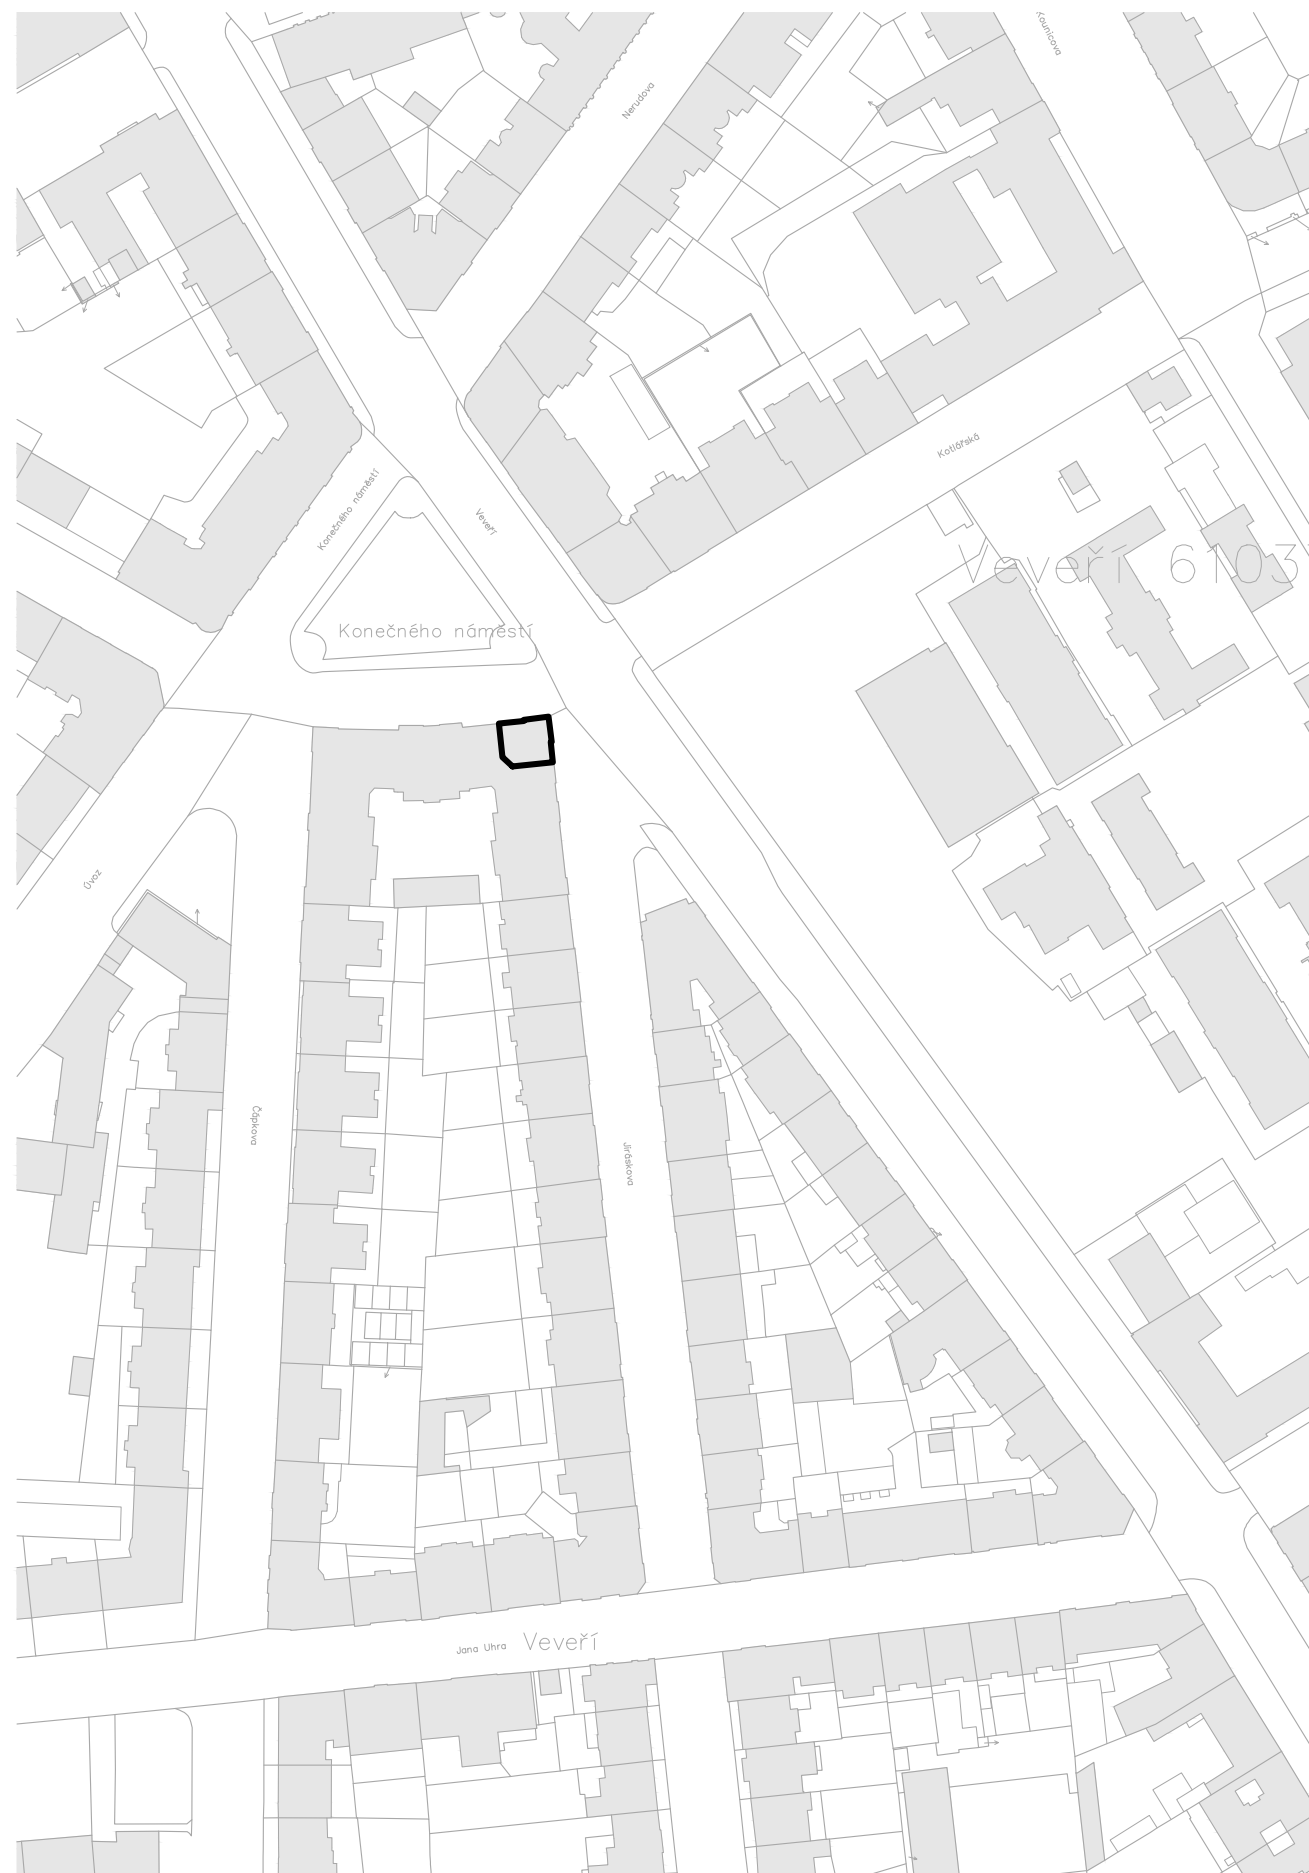 Kounicova
Nerudova
Kotlářská
Konečného náměstí
Veveří
Veveří 6103
Konečného náměstí
Úvoz
Čápkova
Jiráskova
Jana Uhra
Veveří